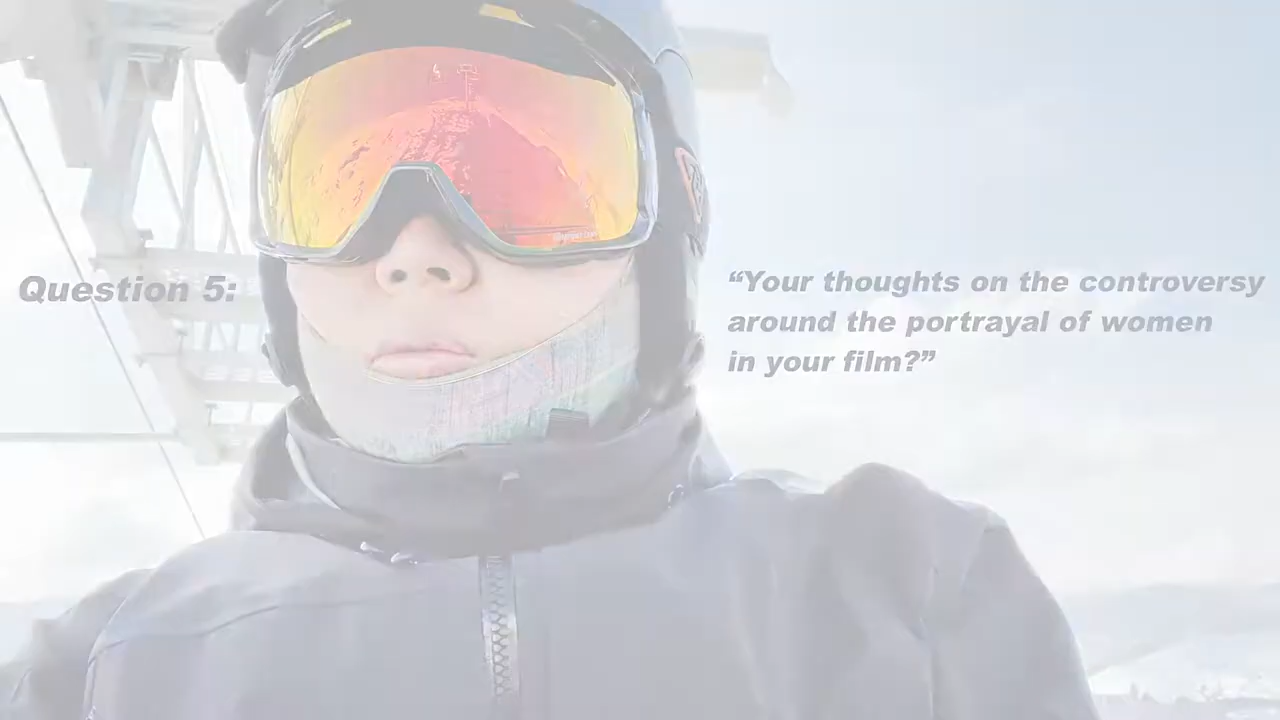 Question 5:
“Your thoughts on the controversy
around the portrayal of women
in your film?”